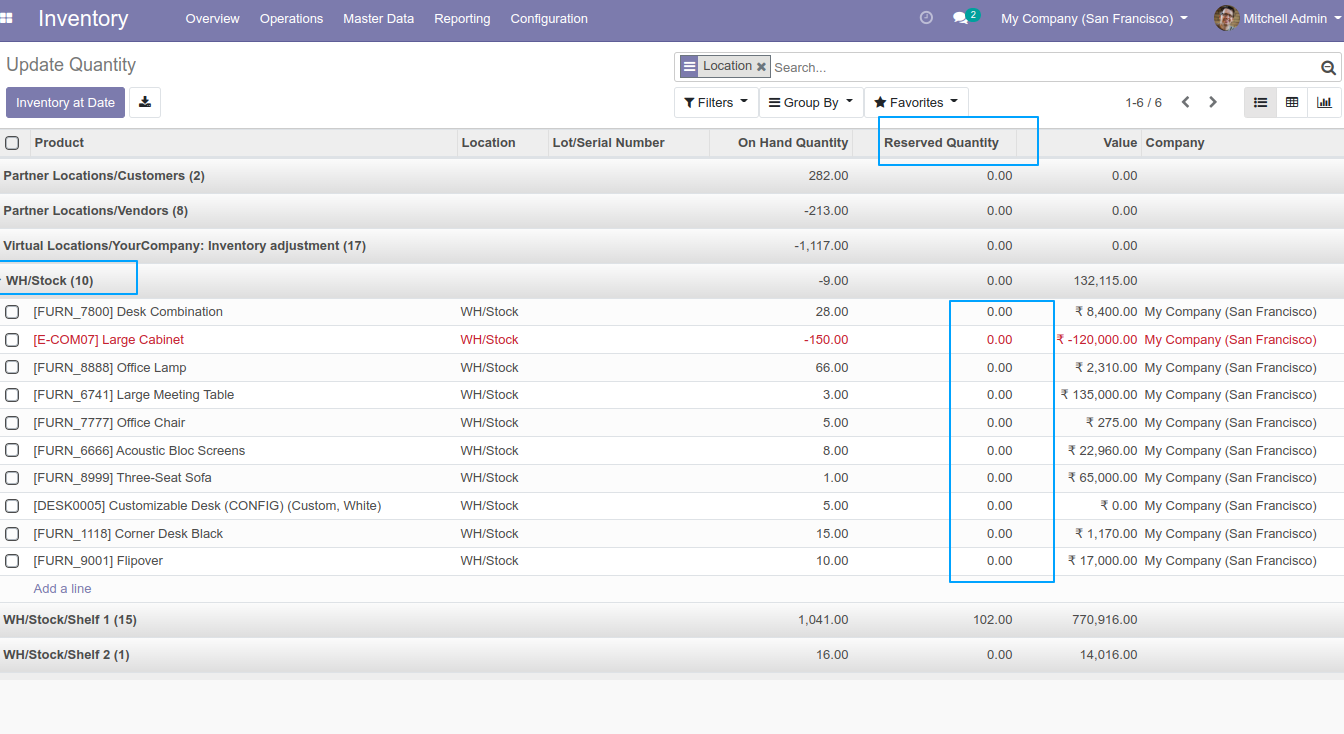 Inventory Overview Operations Master Data Reporting Configuration 2 My Company (San Francisco) Mitchell Admin
Update Quantity Location Search...
Inventory at Date Filters Group By Favorites 1-6 / 6
Product Location Lot/Serial Number On Hand Quantity Reserved Quantity Value Company
Partner Locations/Customers (2) 282.00 0.00 0.00
Partner Locations/Vendors (8) -213.00 0.00 0.00
Virtual Locations/YourCompany: Inventory adjustment (17) -1,117.00 0.00 0.00
WH/Stock (10) -9.00 0.00 132,115.00
[FURN_7800] Desk Combination WH/Stock 28.00 0.00 ₹ 8,400.00 My Company (San Francisco)
[E-COM07] Large Cabinet WH/Stock -150.00 0.00 ₹ -120,000.00 My Company (San Francisco)
[FURN_8888] Office Lamp WH/Stock 66.00 0.00 ₹ 2,310.00 My Company (San Francisco)
[FURN_6741] Large Meeting Table WH/Stock 3.00 0.00 ₹ 135,000.00 My Company (San Francisco)
[FURN_7777] Office Chair WH/Stock 5.00 0.00 ₹ 275.00 My Company (San Francisco)
[FURN_6666] Acoustic Bloc Screens WH/Stock 8.00 0.00 ₹ 22,960.00 My Company (San Francisco)
[FURN_8999] Three-Seat Sofa WH/Stock 1.00 0.00 ₹ 65,000.00 My Company (San Francisco)
[DESK0005] Customizable Desk (CONFIG) (Custom, White) WH/Stock 5.00 0.00 ₹ 0.00 My Company (San Francisco)
[FURN_1118] Corner Desk Black WH/Stock 15.00 0.00 ₹ 1,170.00 My Company (San Francisco)
[FURN_9001] Flipover WH/Stock 10.00 0.00 ₹ 17,000.00 My Company (San Francisco)
Add a line
WH/Stock/Shelf 1 (15) 1,041.00 102.00 770,916.00
WH/Stock/Shelf 2 (1) 16.00 0.00 14,016.00